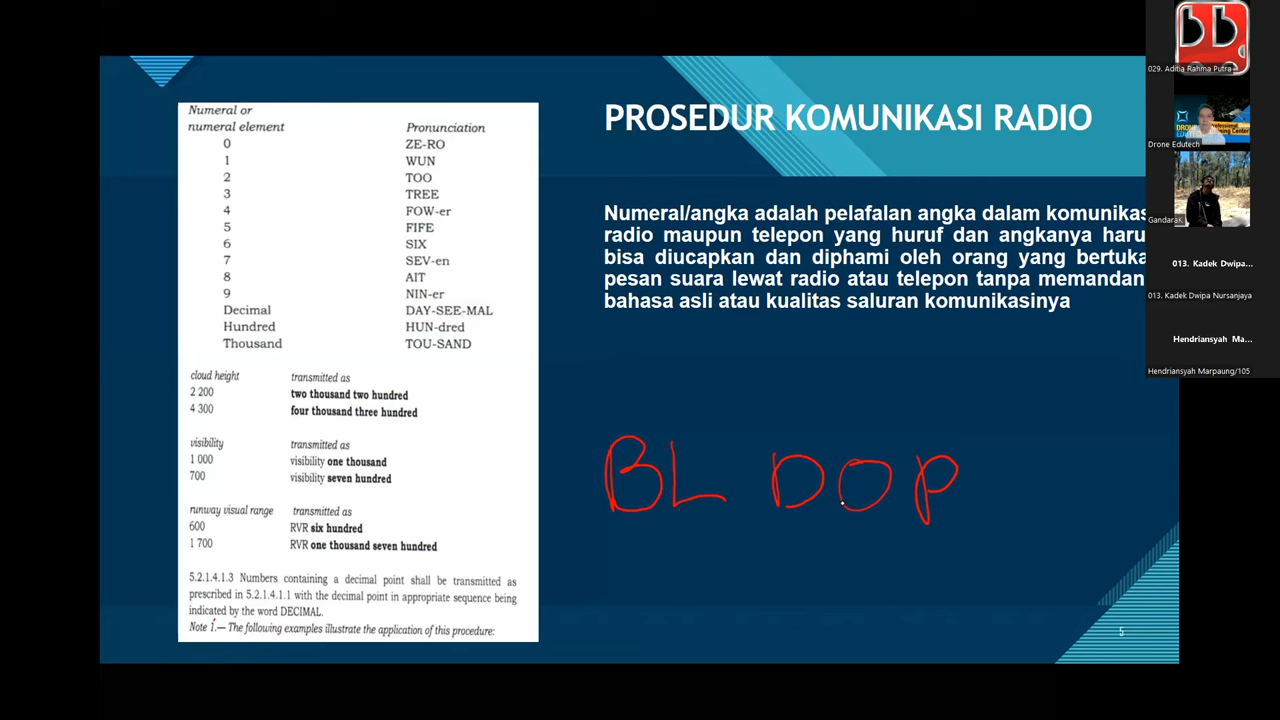 Numeral or
numeral element Pronunciation
0 ZE-RO
1 WUN
2 TOO
3 TREE
4 FOW-er
5 FIFE
6 SIX
7 SEV-en
8 AIT
9 NIN-er
Decimal DAY-SEE-MAL
Hundred HUN-dred
Thousand TOU-SAND
cloud height transmitted as
2 200 two thousand two hundred
4 300 four thousand three hundred
visibility transmitted as
1 000 visibility one thousand
700 visibility seven hundred
runway visual range transmitted as
600 RVR six hundred
1 700 RVR one thousand seven hundred
5.2.1.4.1.3 Numbers containing a decimal point shall be transmitted as
prescribed in 5.2.1.4.1.1 with the decimal point in appropriate sequence being
indicated by the word DECIMAL.
Note 1.— The following examples illustrate the application of this procedure:
PROSEDUR KOMUNIKASI RADIO
Numeral/angka adalah pelafalan angka dalam komunikas
radio maupun telepon yang huruf dan angkanya haru
bisa diucapkan dan diphami oleh orang yang bertuka
pesan suara lewat radio atau telepon tanpa memandan
bahasa asli atau kualitas saluran komunikasinya
BL DOP
5
bb
029. Aditia Rahma Putra
DRONE
Drone Edutech
GandaraK
013. Kadek Dwipa...
013. Kadek Dwipa Nursanjaya
Hendriansyah Ma...
Hendriansyah Marpaung/105